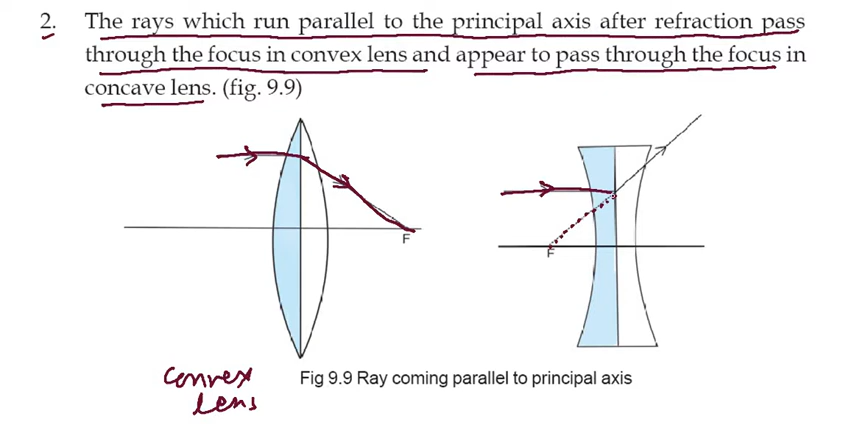 2. The rays which run parallel to the principal axis after refraction pass
through the focus in convex lens and appear to pass through the focus in
concave lens. (fig. 9.9)
F
F
convex
lens
Fig 9.9 Ray coming parallel to principal axis